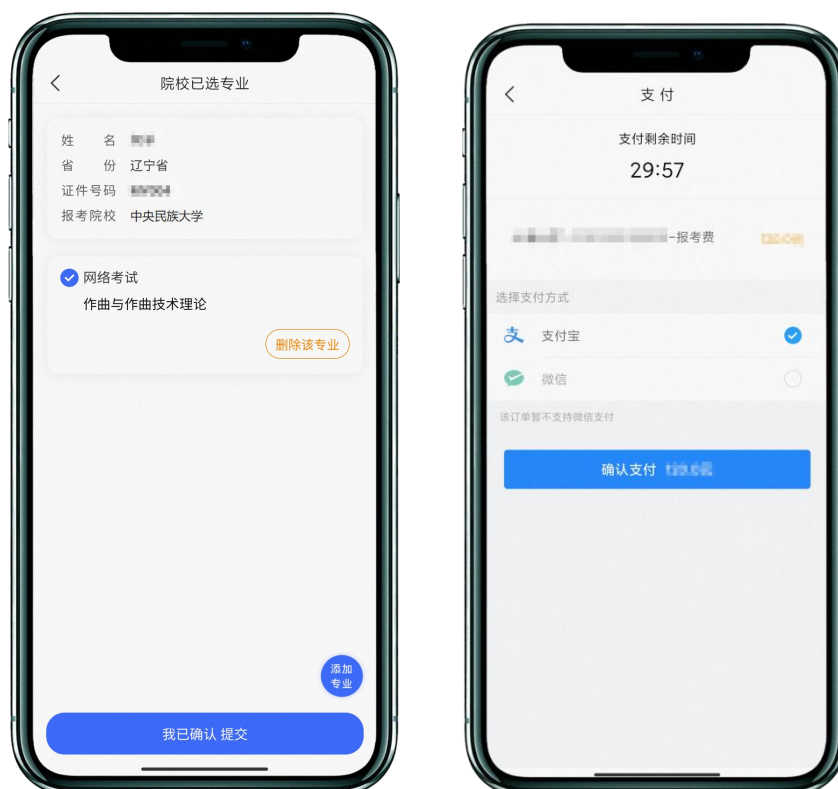 院校已选专业
姓 名
省 份 辽宁省
证件号码
报考院校 中央民族大学
网络考试
作曲与作曲技术理论
删除该专业
添加
专业
我已确认 提交
支付
支付剩余时间
29:57
-报考费
选择支付方式
支 支付宝
微信
该订单暂不支持微信支付
确认支付